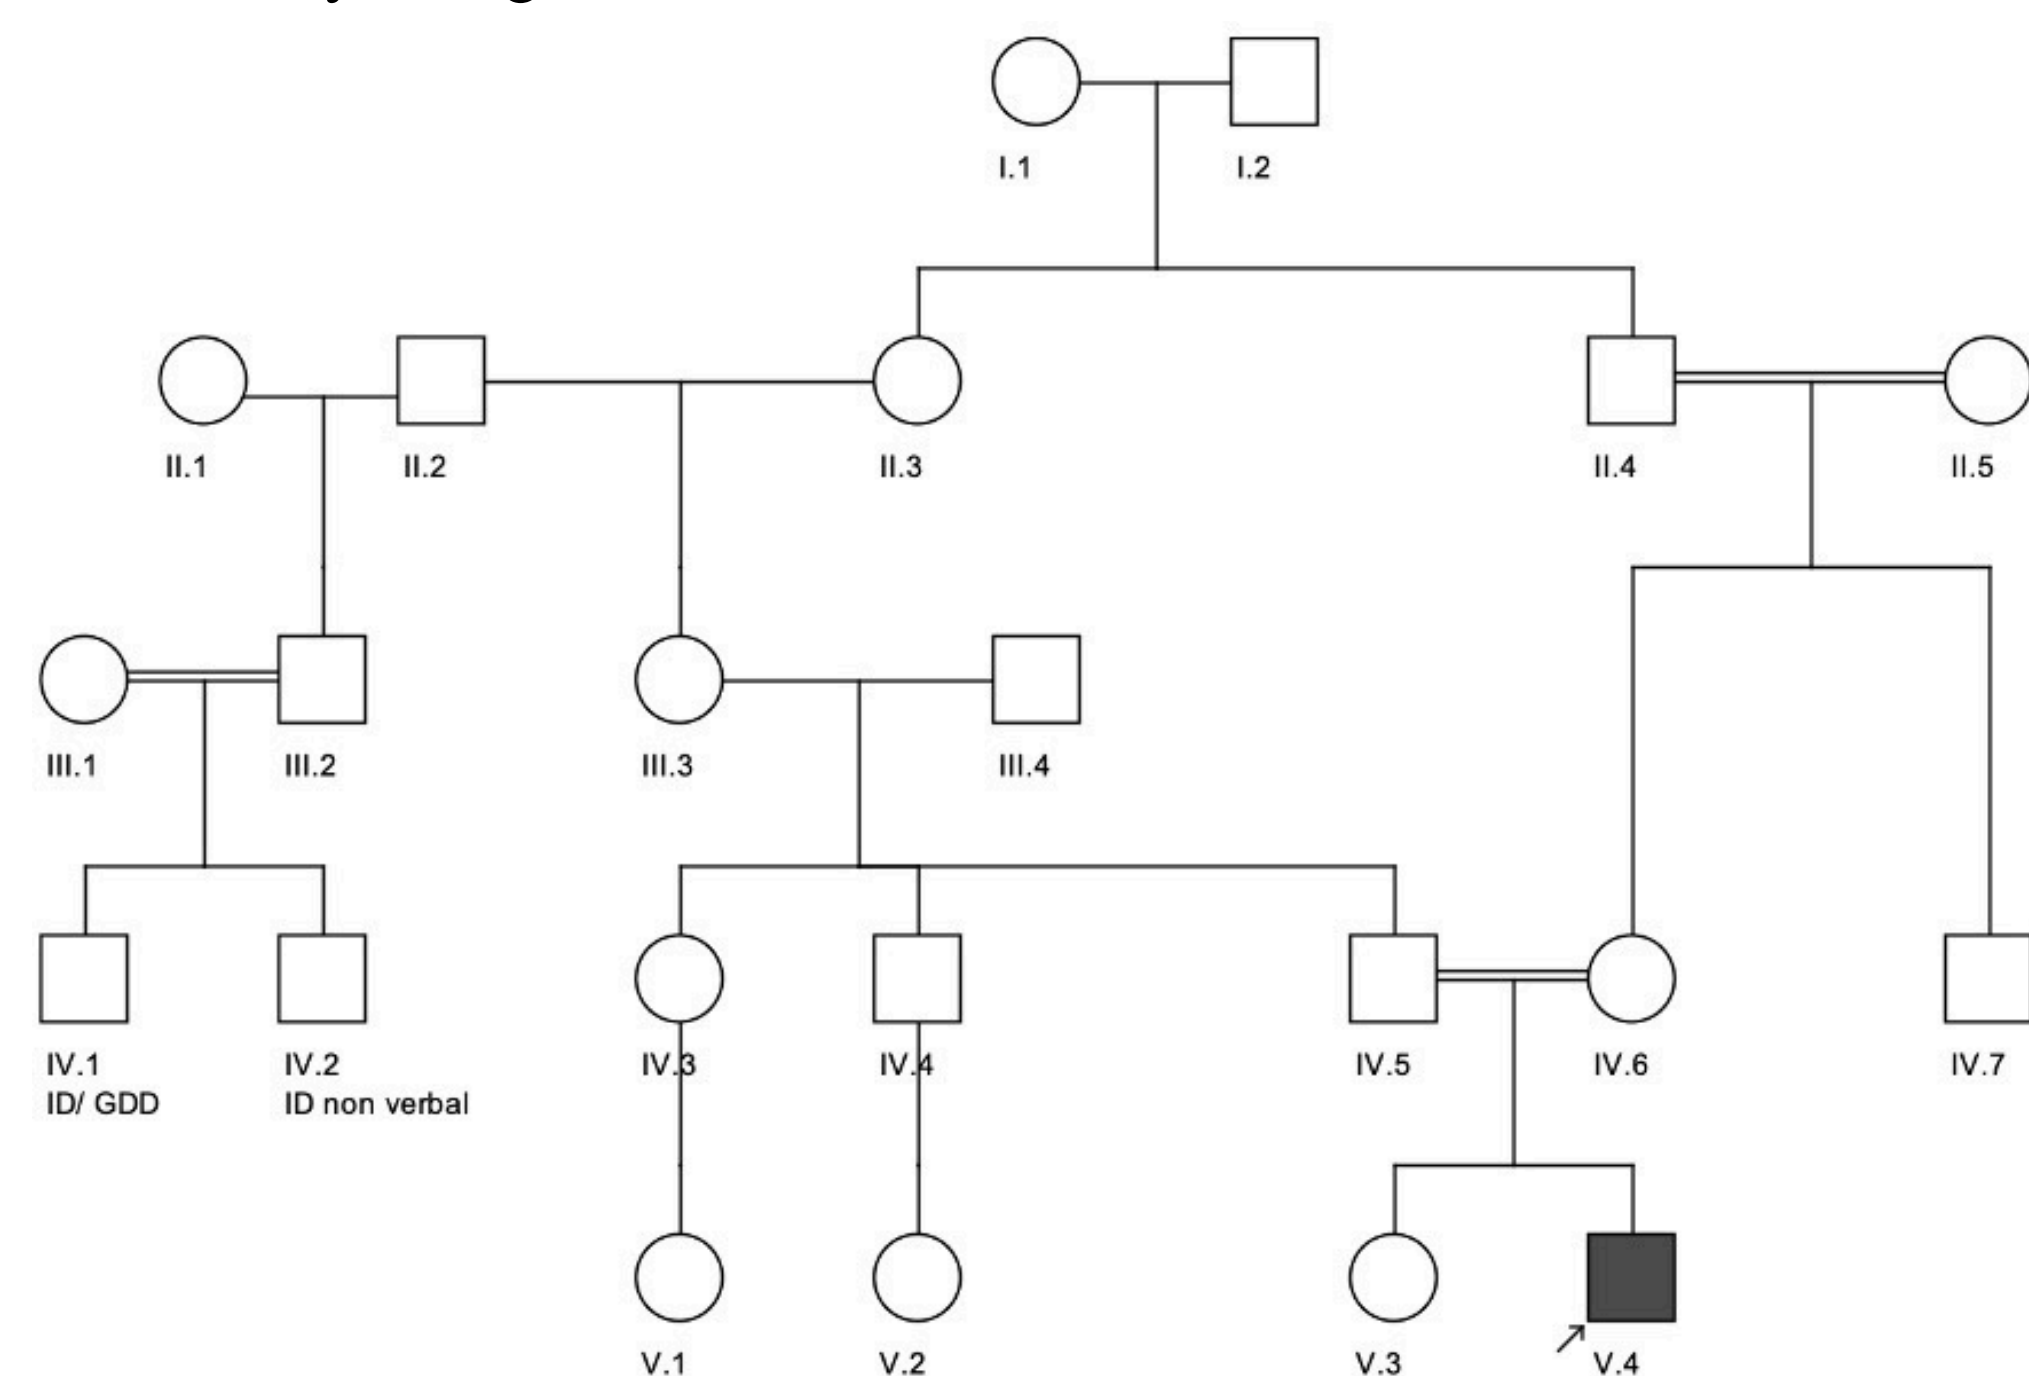 I.1 I.2
II.1 II.2 II.3 II.4 II.5
III.1 III.2 III.3 III.4
IV.1 IV.2 IV.3 IV.4 IV.5 IV.6 IV.7
ID/ GDD ID non verbal
V.1 V.2 V.3 V.4